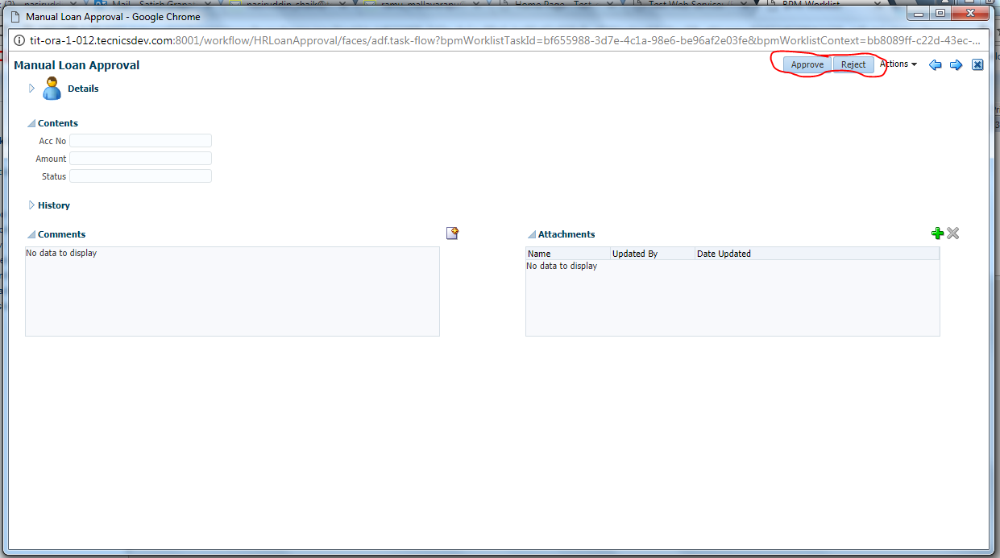 Manual Loan Approval - Google Chrome
tit-ora-1-012.tecnicsdev.com:8001/workflow/HRLoanApproval/faces/adf.task-flow?bpmWorklistTaskId=bf655988-3d7e-4c1a-98e6-be96af2e03fe&bpmWorklistContext=bb8089ff-c22d-43ec-...
Manual Loan Approval
Approve Reject Actions
Details
Contents
Acc No
Amount
Status
History
Comments
Attachments
No data to display
Name Updated By Date Updated
No data to display